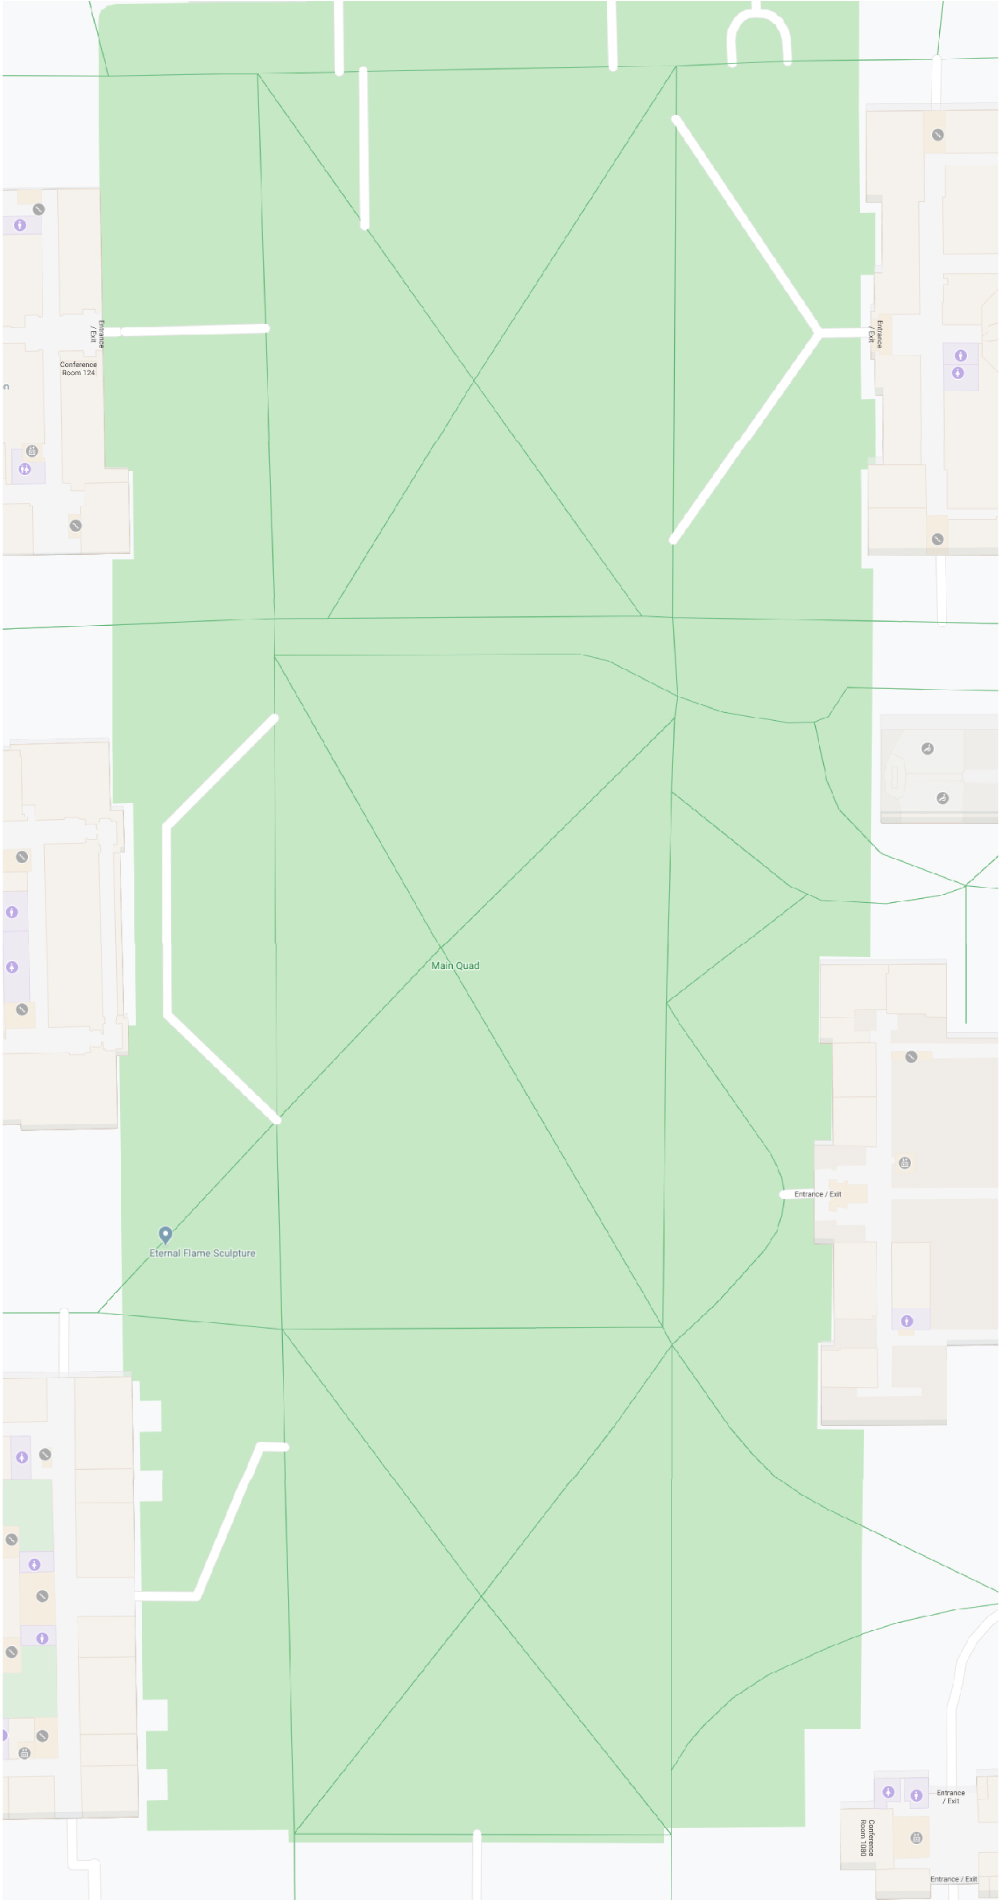 Entrance
/ Exit
Conference
Room 124
n
Entrance
/ Exit
Main Quad
Entrance / Exit
Eternal Flame Sculpture
Entrance
/ Exit
Conference
Room 1080
Entrance / Exit